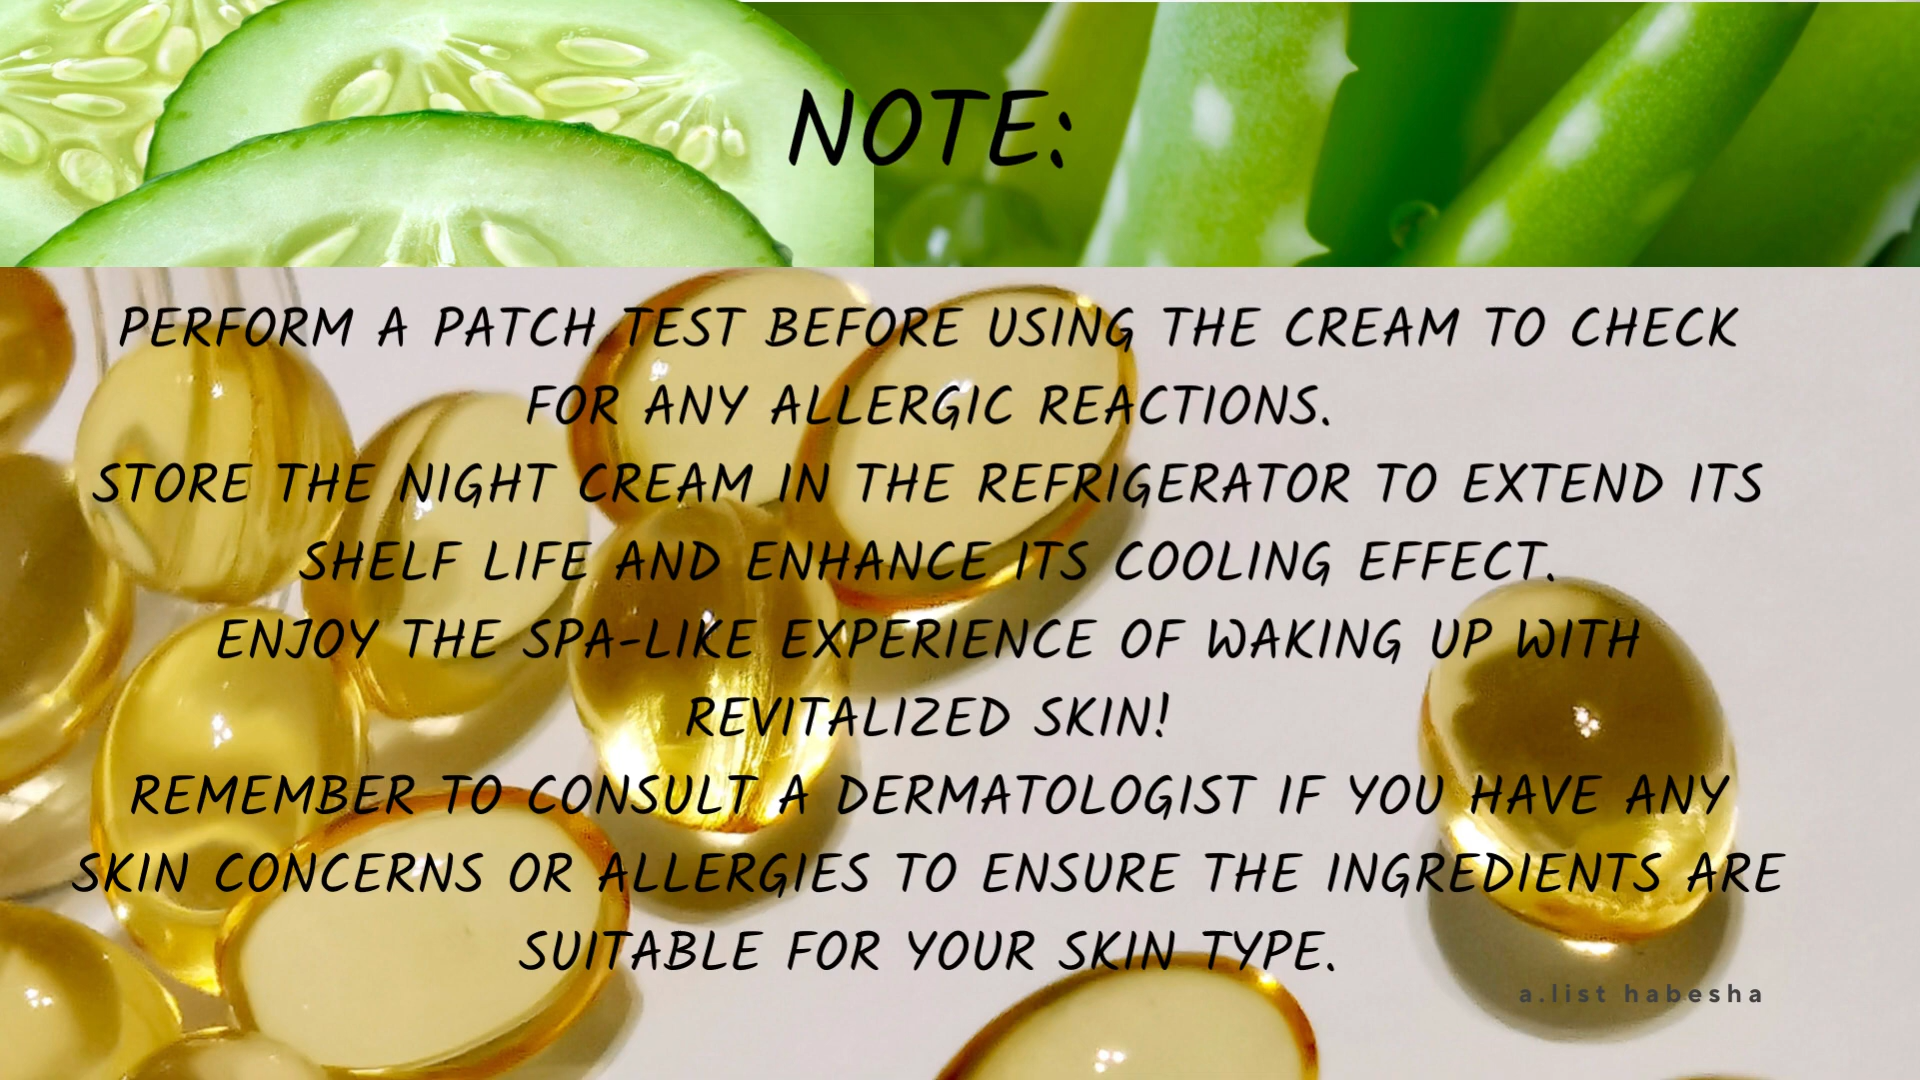 NOTE:
PERFORM A PATCH TEST BEFORE USING THE CREAM TO CHECK
FOR ANY ALLERGIC REACTIONS.
STORE THE NIGHT CREAM IN THE REFRIGERATOR TO EXTEND ITS
SHELF LIFE AND ENHANCE ITS COOLING EFFECT.
ENJOY THE SPA-LIKE EXPERIENCE OF WAKING UP WITH
REVITALIZED SKIN!
REMEMBER TO CONSULT A DERMATOLOGIST IF YOU HAVE ANY
SKIN CONCERNS OR ALLERGIES TO ENSURE THE INGREDIENTS ARE
SUITABLE FOR YOUR SKIN TYPE.
a.list habesha